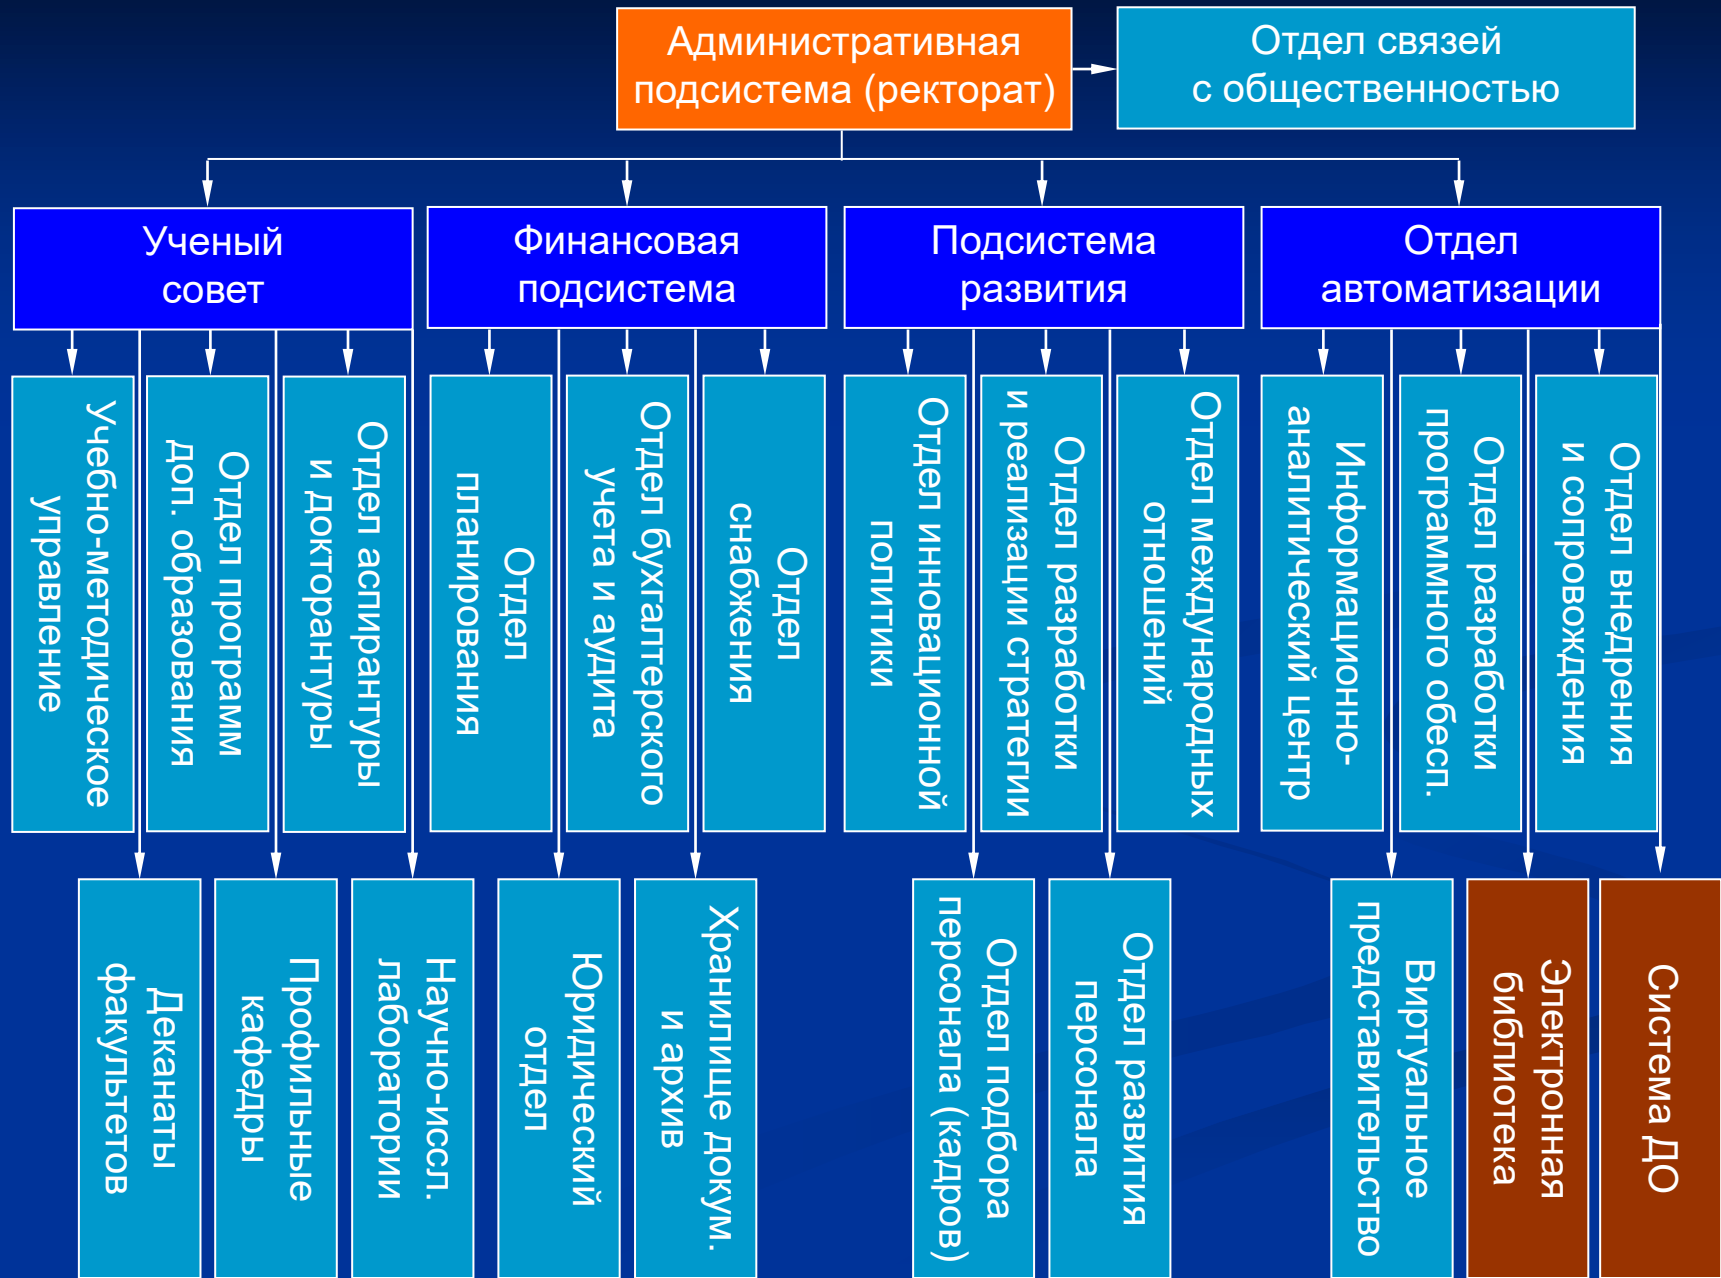 Административная
подсистема (ректорат)
Отдел связей
с общественностью
Ученый
совет
Финансовая
подсистема
Подсистема
развития
Отдел
автоматизации
Учебно-методическое
управление
Отдел программ
доп. образования
Отдел аспирантуры
и докторантуры
Отдел
планирования
Отдел бухгалтерского
учета и аудита
Отдел
снабжения
Отдел инновационной
политики
Отдел разработки
и реализации стратегии
Отдел международных
отношений
Информационно-
аналитический центр
Отдел разработки
программного обесп.
Отдел внедрения
и сопровождения
Деканаты
факультетов
Профильные
кафедры
Научно-иссл.
лаборатории
Юридический
отдел
Хранилище докум.
и архив
Отдел подбора
персонала (кадров)
Отдел развития
персонала
Виртуальное
представительство
Электронная
библиотека
Система ДО